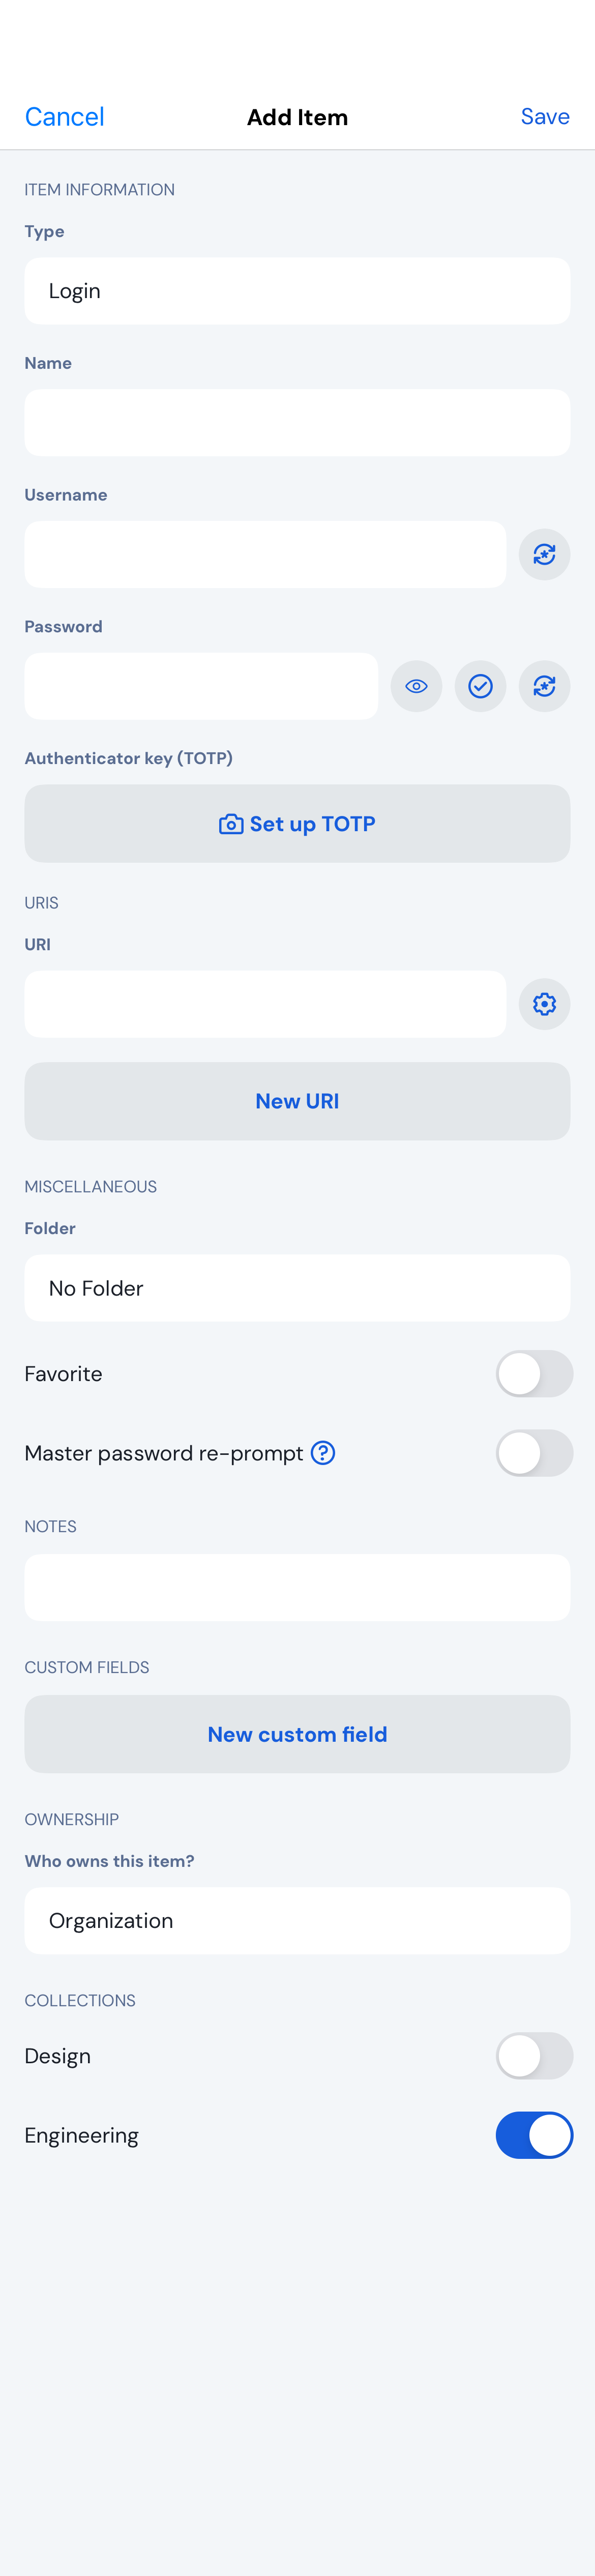 Cancel
Add Item
Save
ITEM INFORMATION
Type
Login
Name
Username
Password
Authenticator key (TOTP)
Set up TOTP
URIS
URI
New URI
MISCELLANEOUS
Folder
No Folder
Favorite
Master password re-prompt
NOTES
CUSTOM FIELDS
New custom field
OWNERSHIP
Who owns this item?
Organization
COLLECTIONS
Design
Engineering